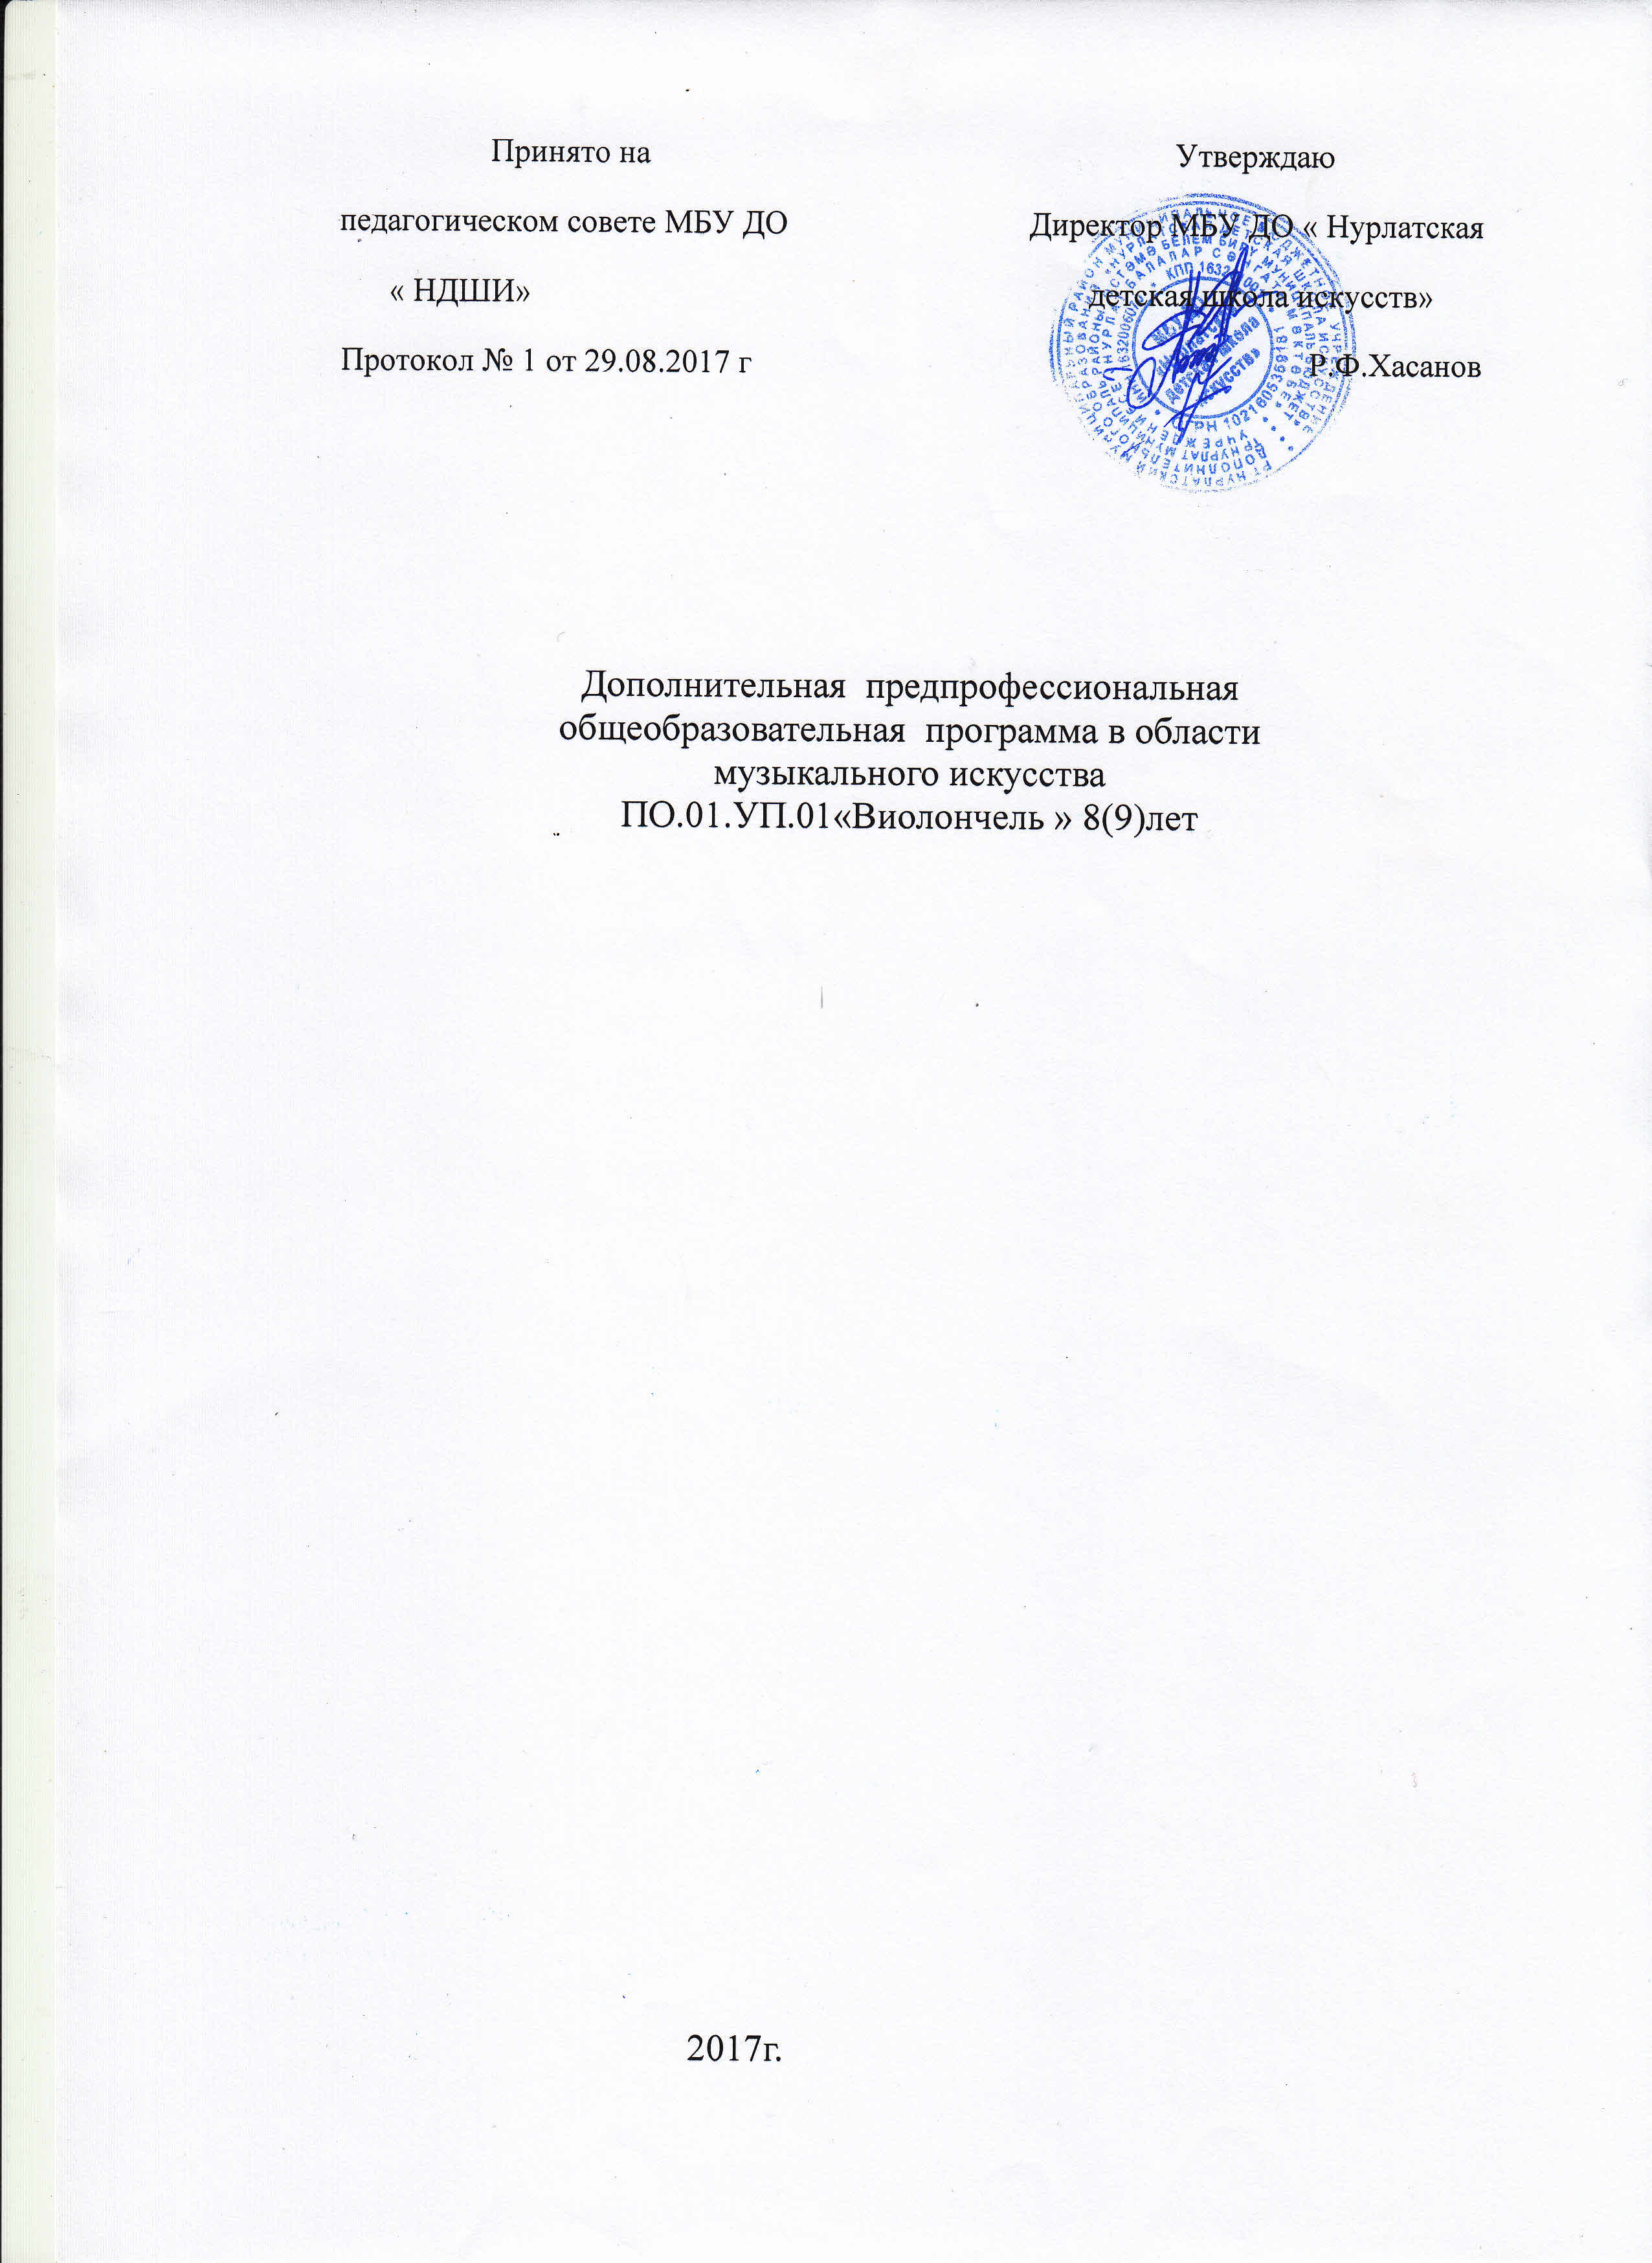 Принято на
педагогическом совете МБУ ДО
« НДШИ»
Протокол № 1 от 29.08.2017 г
Утверждаю
Директор МБУ ДО « Нурлатская
детская школа искусств»
Р.Ф.Хасанов
Дополнительная  предпрофессиональная
общеобразовательная  программа в области
музыкального искусства
ПО.01.УП.01«Виолончель » 8(9)лет
2017г.